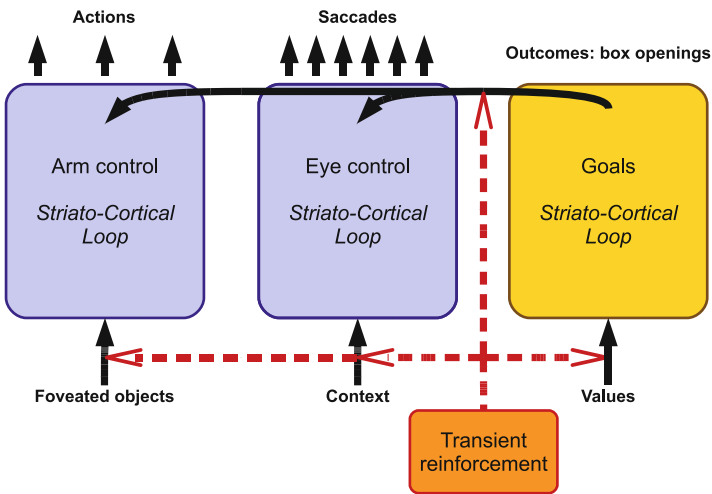 Actions
Saccades
Outcomes: box openings
Arm control
Striato-Cortical
Loop
Eye control
Striato-Cortical
Loop
Goals
Striato-Cortical
Loop
Foveated objects
Context
Values
Transient
reinforcement